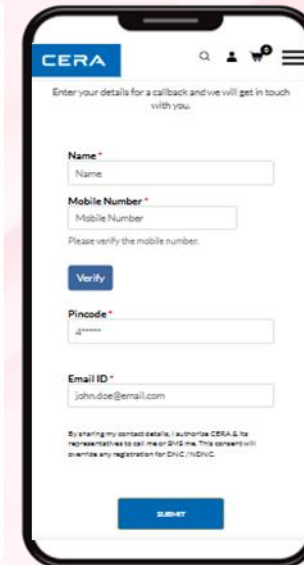 CERA
0
Enter your details for a callback and we will get in touch
with you.
Name *
Name
Mobile Number *
Mobile Number
Please verify the mobile number.
Verify
Pincode *
Email ID *
john.doe@email.com
By sharing my contact details, I authorize CERA & its
representatives to call me or SMS me. This consent will
override any registration for DNC / NDNC.
SUBMIT